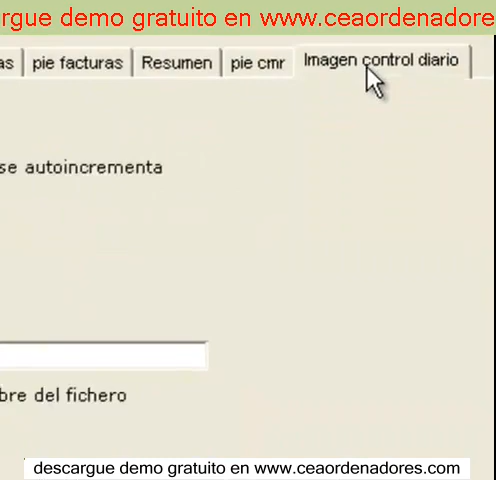 rgue demo gratuito en www.ceaordenadore
as pie facturas Resumen pie cmr Imagen control diario
se autoincrementa
bre del fichero
descargue demo gratuito en www.ceaordenadores.com